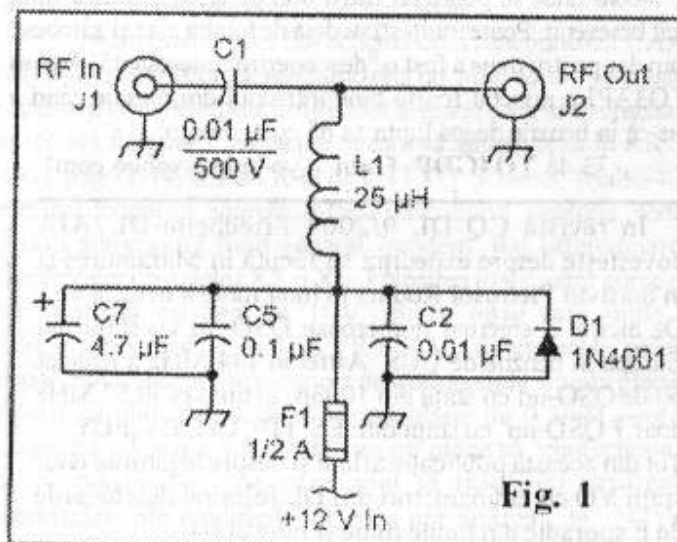 C1
RF In
J1
0.01 µF
500 V
RF Out
J2
L1
25 µH
+
C7
4.7 µF
C5
0.1 µF
C2
0.01 µF
D1
1N4001
F1
1/2 A
+12 V In
Fig. 1